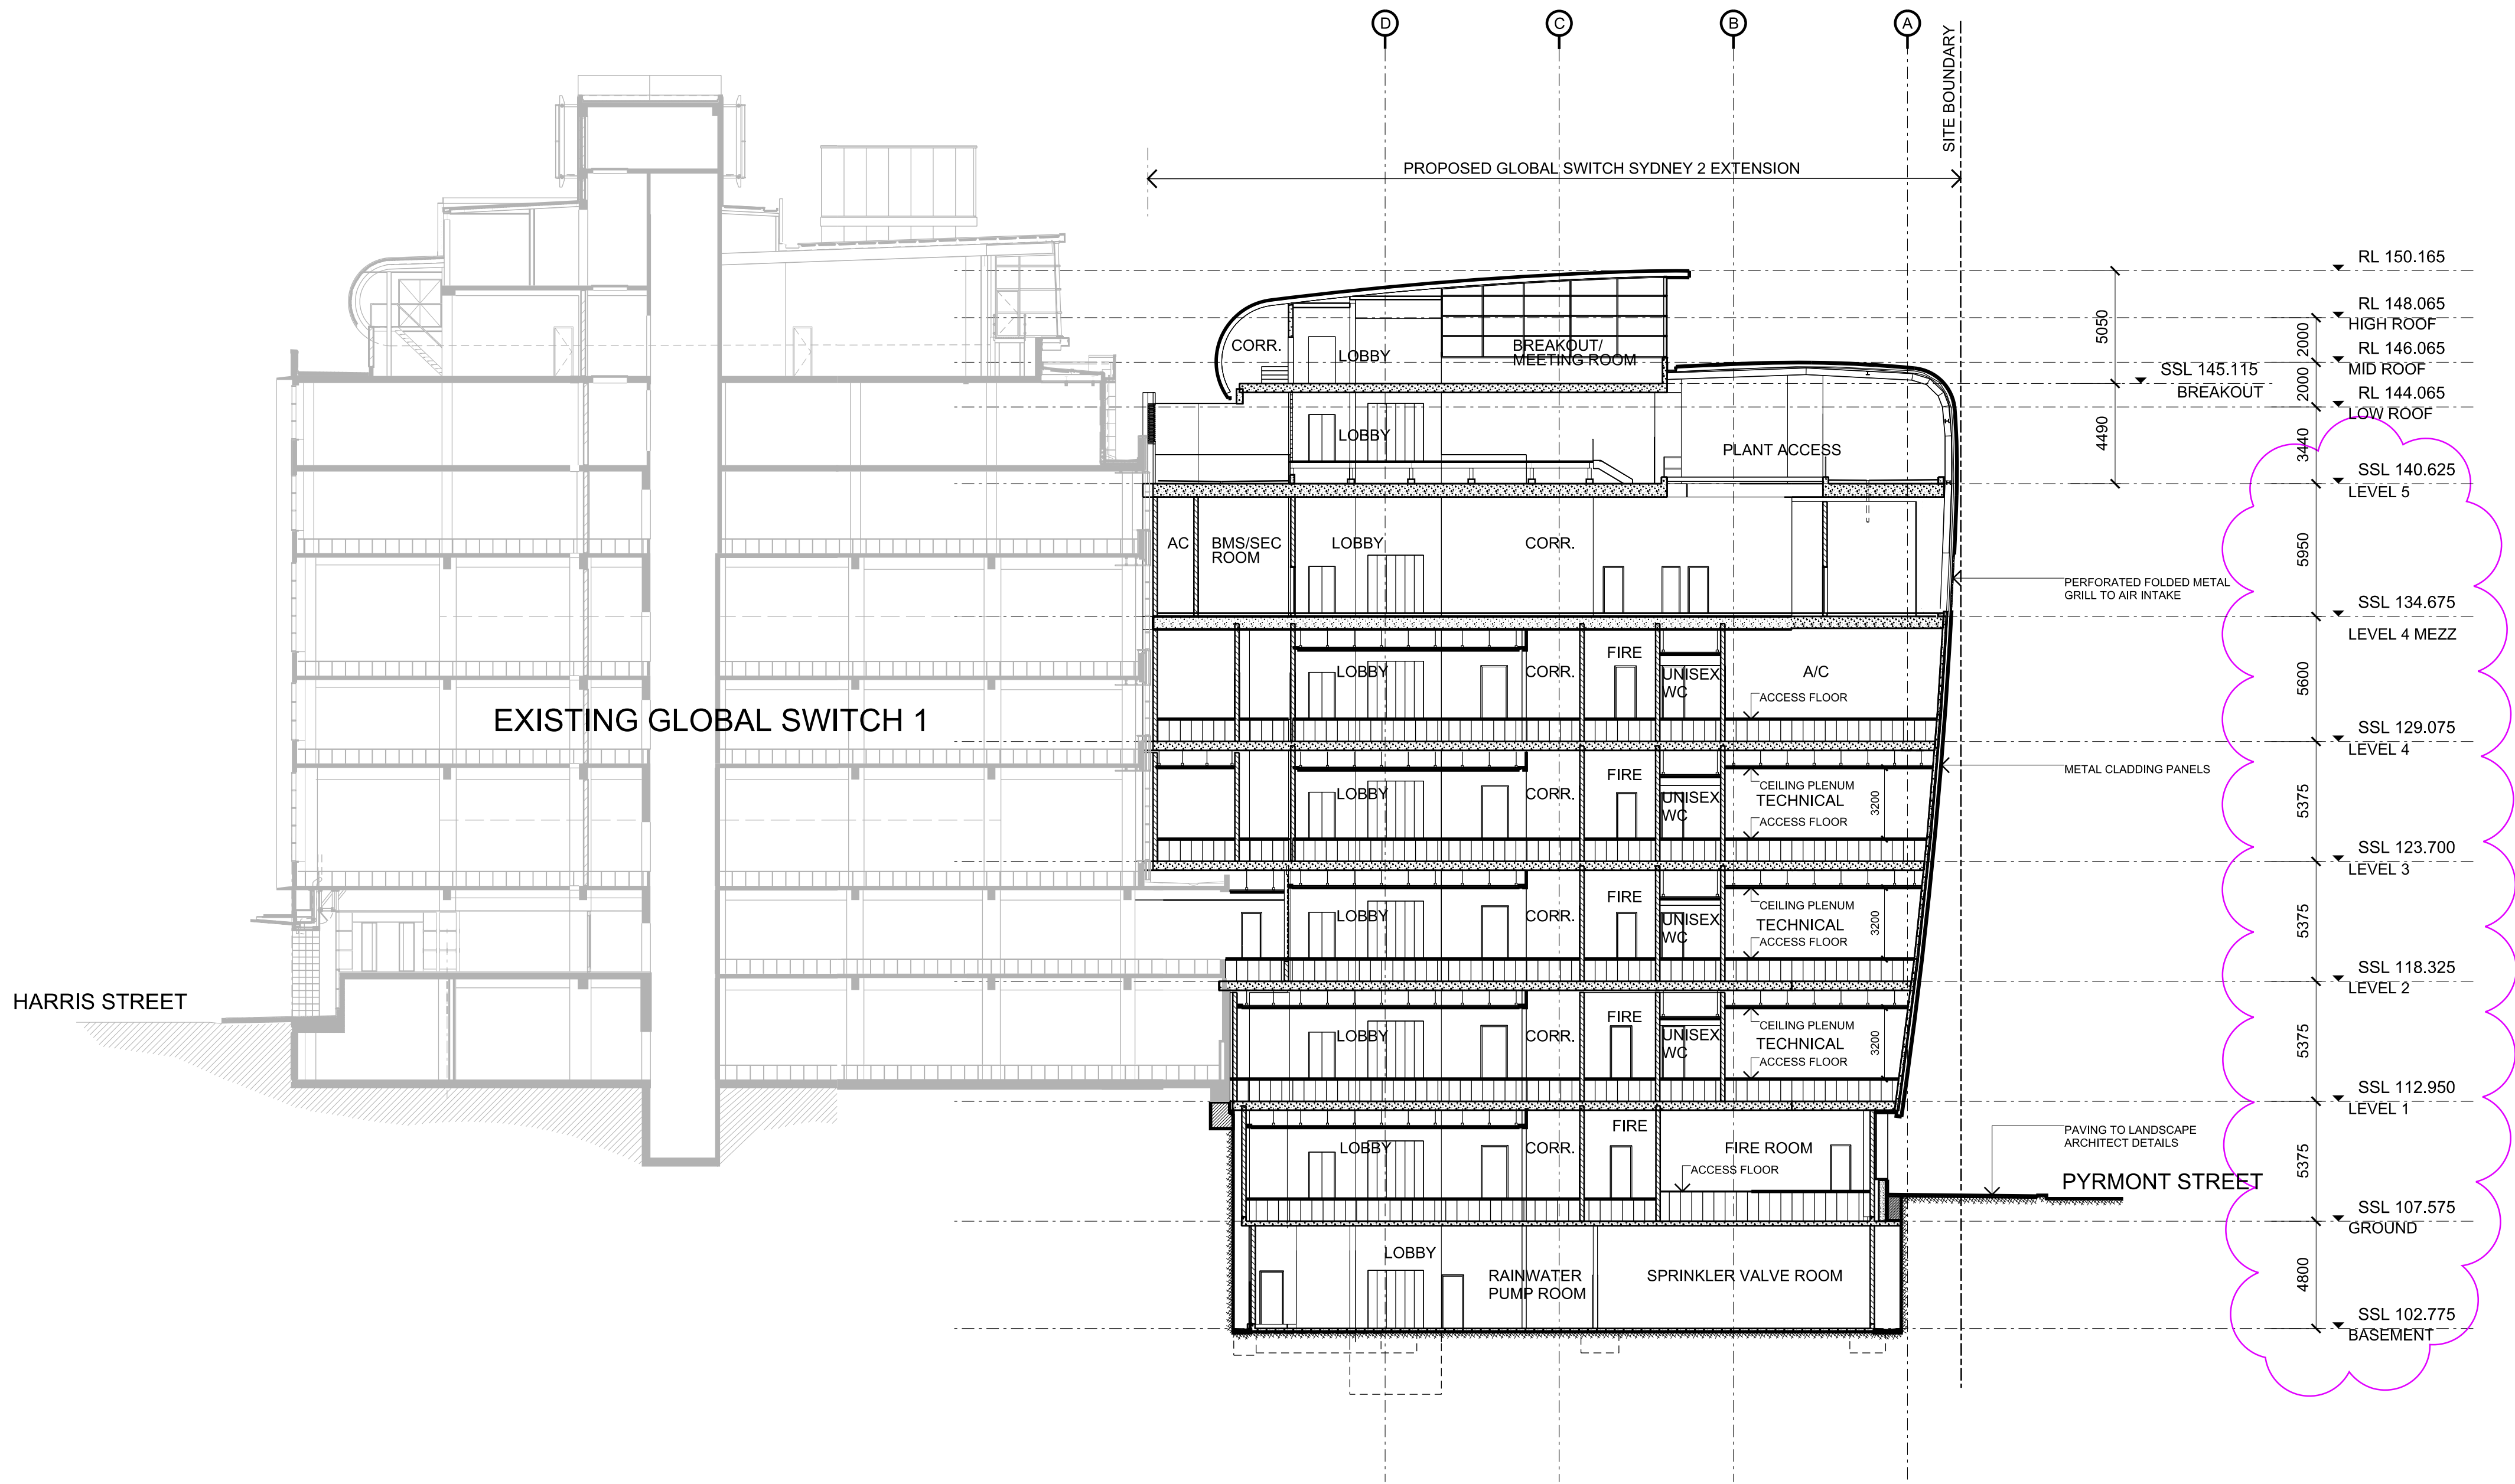 D
C
B
A
SITE BOUNDARY
PROPOSED GLOBAL SWITCH SYDNEY 2 EXTENSION
RL 150.165
5050
RL 148.065
HIGH ROOF
2000
RL 146.065
MID ROOF
SSL 145.115
BREAKOUT
2000
RL 144.065
LOW ROOF
4490
3440
SSL 140.625
LEVEL 5
5950
SSL 134.675
LEVEL 4 MEZZ
5600
SSL 129.075
LEVEL 4
5375
SSL 123.700
LEVEL 3
5375
SSL 118.325
LEVEL 2
5375
SSL 112.950
LEVEL 1
5375
SSL 107.575
GROUND
4800
SSL 102.775
BASEMENT
CORR.
LOBBY
BREAKOUT/
MEETING ROOM
LOBBY
PLANT ACCESS
AC
BMS/SEC
ROOM
LOBBY
CORR.
PERFORATED FOLDED METAL
GRILL TO AIR INTAKE
LOBBY
CORR.
FIRE
UNISEX
WC
A/C
ACCESS FLOOR
EXISTING GLOBAL SWITCH 1
LOBBY
CORR.
FIRE
UNISEX
WC
CEILING PLENUM
TECHNICAL
3200
ACCESS FLOOR
METAL CLADDING PANELS
LOBBY
CORR.
FIRE
UNISEX
WC
CEILING PLENUM
TECHNICAL
3200
ACCESS FLOOR
HARRIS STREET
LOBBY
CORR.
FIRE
UNISEX
WC
CEILING PLENUM
TECHNICAL
3200
ACCESS FLOOR
LOBBY
CORR.
FIRE
FIRE ROOM
ACCESS FLOOR
PAVING TO LANDSCAPE
ARCHITECT DETAILS
PYRMONT STREET
LOBBY
RAINWATER
PUMP ROOM
SPRINKLER VALVE ROOM